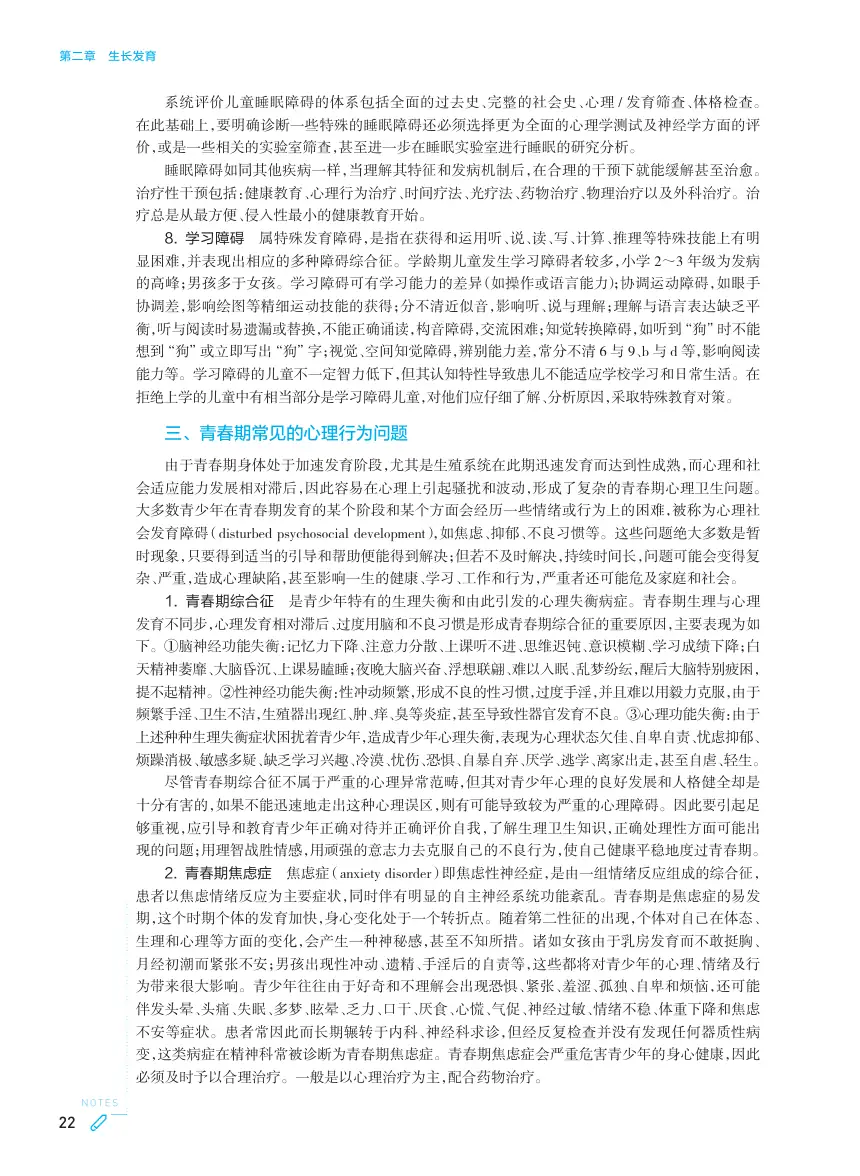 第二章 生长发育
系统评价儿童睡眠障碍的体系包括全面的过去史、完整的社会史、心理 / 发育筛查、体格检查。
在此基础上,要明确诊断一些特殊的睡眠障碍还必须选择更为全面的心理学测试及神经学方面的评
价,或是一些相关的实验室筛查,甚至进一步在睡眠实验室进行睡眠的研究分析。
睡眠障碍如同其他疾病一样,当理解其特征和发病机制后,在合理的干预下就能缓解甚至治愈。
治疗性干预包括:健康教育、心理行为治疗、时间疗法、光疗法、药物治疗、物理治疗以及外科治疗。治
疗总是从最方便、侵入性最小的健康教育开始。
8. 学习障碍 属特殊发育障碍,是指在获得和运用听、说、读、写、计算、推理等特殊技能上有明
显困难,并表现出相应的多种障碍综合征。学龄期儿童发生学习障碍者较多,小学 2～3 年级为发病
的高峰;男孩多于女孩。学习障碍可有学习能力的差异(如操作或语言能力);协调运动障碍,如眼手
协调差,影响绘图等精细运动技能的获得;分不清近似音,影响听、说与理解;理解与语言表达缺乏平
衡,听与阅读时易遗漏或替换,不能正确诵读,构音障碍,交流困难;知觉转换障碍,如听到“狗”时不能
想到“狗”或立即写出“狗”字;视觉、空间知觉障碍,辨别能力差,常分不清 6 与 9、b 与 d 等,影响阅读
能力等。学习障碍的儿童不一定智力低下,但其认知特性导致患儿不能适应学校学习和日常生活。在
拒绝上学的儿童中有相当部分是学习障碍儿童,对他们应仔细了解、分析原因,采取特殊教育对策。
三、青春期常见的心理行为问题
由于青春期身体处于加速发育阶段,尤其是生殖系统在此期迅速发育而达到性成熟,而心理和社
会适应能力发展相对滞后,因此容易在心理上引起骚扰和波动,形成了复杂的青春期心理卫生问题。
大多数青少年在青春期发育的某个阶段和某个方面会经历一些情绪或行为上的困难,被称为心理社
会发育障碍(disturbed psychosocial development),如焦虑、抑郁、不良习惯等。这些问题绝大多数是暂
时现象,只要得到适当的引导和帮助便能得到解决;但若不及时解决,持续时间长,问题可能会变得复
杂、严重,造成心理缺陷,甚至影响一生的健康、学习、工作和行为,严重者还可能危及家庭和社会。
1. 青春期综合征 是青少年特有的生理失衡和由此引发的心理失衡病症。青春期生理与心理
发育不同步,心理发育相对滞后、过度用脑和不良习惯是形成青春期综合征的重要原因,主要表现为如
下。①脑神经功能失衡:记忆力下降、注意力分散、上课听不进、思维迟钝、意识模糊、学习成绩下降;白
天精神萎靡、大脑昏沉、上课易瞌睡;夜晚大脑兴奋、浮想联翩、难以入眠、乱梦纷纭,醒后大脑特别疲困,
提不起精神。②性神经功能失衡:性冲动频繁,形成不良的性习惯,过度手淫,并且难以用毅力克服,由于
频繁手淫、卫生不洁,生殖器出现红、肿、痒、臭等炎症,甚至导致性器官发育不良。③心理功能失衡:由于
上述种种生理失衡症状困扰着青少年,造成青少年心理失衡,表现为心理状态欠佳、自卑自责、忧虑抑郁、
烦躁消极、敏感多疑、缺乏学习兴趣、冷漠、忧伤、恐惧、自暴自弃、厌学、逃学、离家出走,甚至自虐、轻生。
尽管青春期综合征不属于严重的心理异常范畴,但其对青少年心理的良好发展和人格健全却是
十分有害的,如果不能迅速地走出这种心理误区,则有可能导致较为严重的心理障碍。因此要引起足
够重视,应引导和教育青少年正确对待并正确评价自我,了解生理卫生知识,正确处理性方面可能出
现的问题;用理智战胜情感,用顽强的意志力去克服自己的不良行为,使自己健康平稳地度过青春期。
2. 青春期焦虑症 焦虑症(anxiety disorder)即焦虑性神经症,是由一组情绪反应组成的综合征,
患者以焦虑情绪反应为主要症状,同时伴有明显的自主神经系统功能紊乱。青春期是焦虑症的易发
期,这个时期个体的发育加快,身心变化处于一个转折点。随着第二性征的出现,个体对自己在体态、
生理和心理等方面的变化,会产生一种神秘感,甚至不知所措。诸如女孩由于乳房发育而不敢挺胸、
月经初潮而紧张不安;男孩出现性冲动、遗精、手淫后的自责等,这些都将对青少年的心理、情绪及行
为带来很大影响。青少年往往由于好奇和不理解会出现恐惧、紧张、羞涩、孤独、自卑和烦恼,还可能
伴发头晕、头痛、失眠、多梦、眩晕、乏力、口干、厌食、心慌、气促、神经过敏、情绪不稳、体重下降和焦虑
不安等症状。患者常因此而长期辗转于内科、神经科求诊,但经反复检查并没有发现任何器质性病
变,这类病症在精神科常被诊断为青春期焦虑症。青春期焦虑症会严重危害青少年的身心健康,因此
必须及时予以合理治疗。一般是以心理治疗为主,配合药物治疗。
NOTES
22